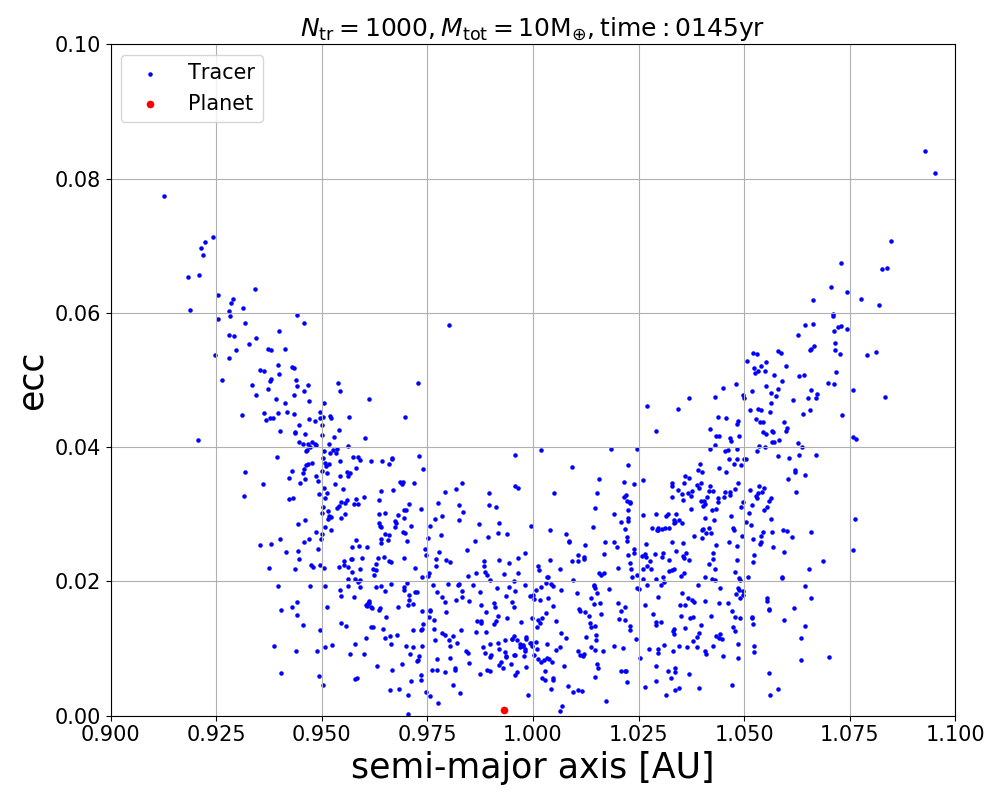 N_tr = 1000, M_tot = 10M_⊕, time : 0145yr
Tracer
Planet
0.10
0.08
0.06
0.04
0.02
0.00
ecc
0.900 0.925 0.950 0.975 1.000 1.025 1.050 1.075 1.100
semi-major axis [AU]